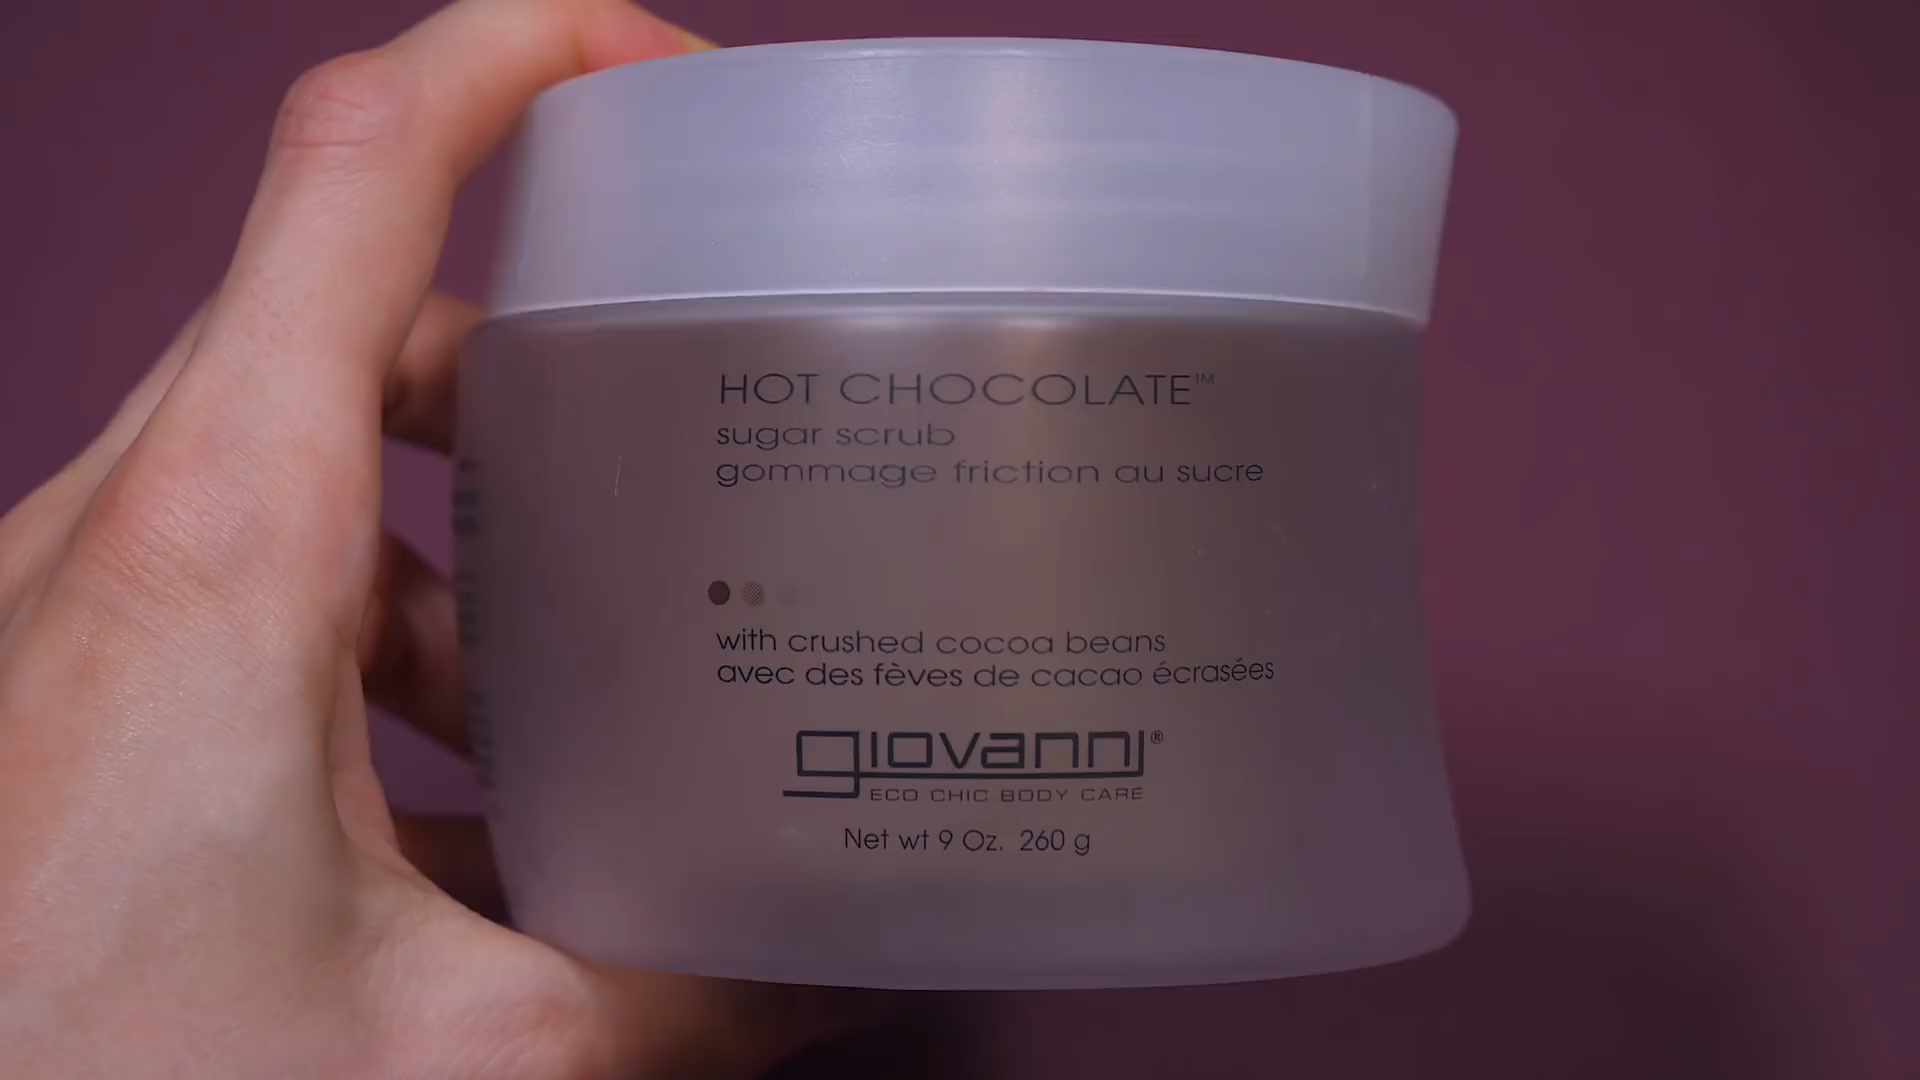 HOT CHOCOLATE™
sugar scrub
gommage friction au sucre
with crushed cocoa beans
avec des fèves de cacao écrasées
giovanni®
ECO CHIC BODY CARE
Net wt 9 Oz. 260 g